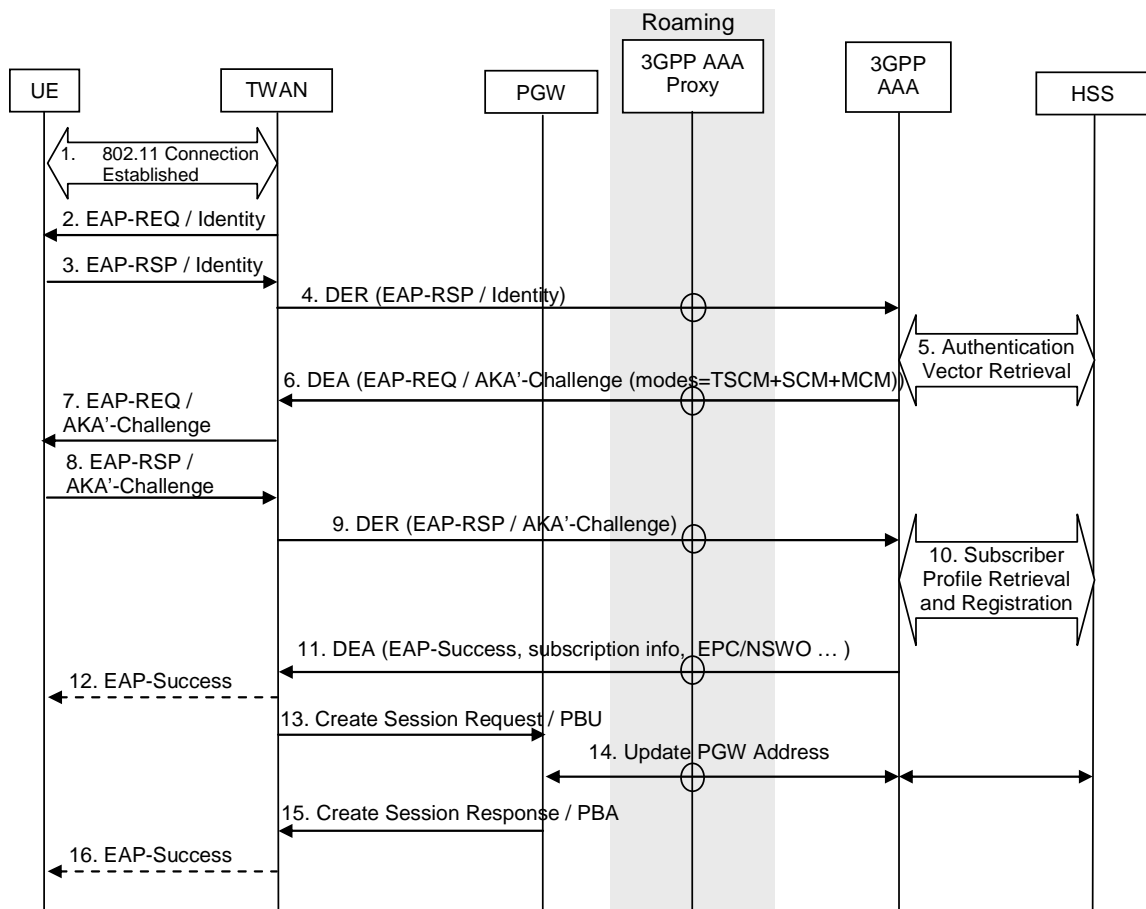 Roaming
UE
TWAN
PGW
3GPP AAA
Proxy
3GPP
AAA
HSS
1. 802.11 Connection
Established
2. EAP-REQ / Identity
3. EAP-RSP / Identity
4. DER (EAP-RSP / Identity)
5. Authentication
Vector Retrieval
6. DEA (EAP-REQ / AKA'-Challenge (modes=TSCM+SCM+MCM))
7. EAP-REQ /
AKA'-Challenge
8. EAP-RSP /
AKA'-Challenge
9. DER (EAP-RSP / AKA'-Challenge)
10. Subscriber
Profile Retrieval
and Registration
11. DEA (EAP-Success, subscription info, EPC/NSWO … )
12. EAP-Success
13. Create Session Request / PBU
14. Update PGW Address
15. Create Session Response / PBA
16. EAP-Success